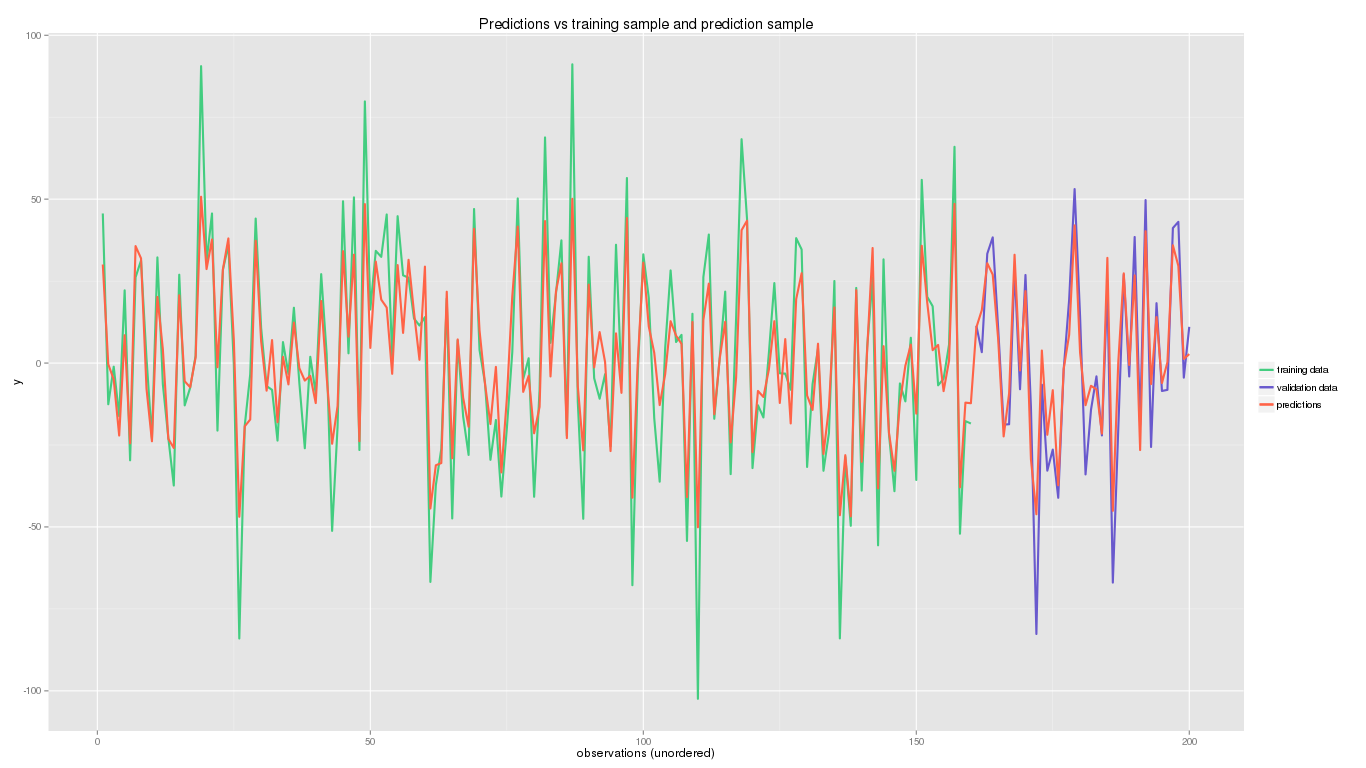 Predictions vs training sample and prediction sample
100
50
0
-50
-100
y
0
50
100
150
200
observations (unordered)
training data
validation data
predictions